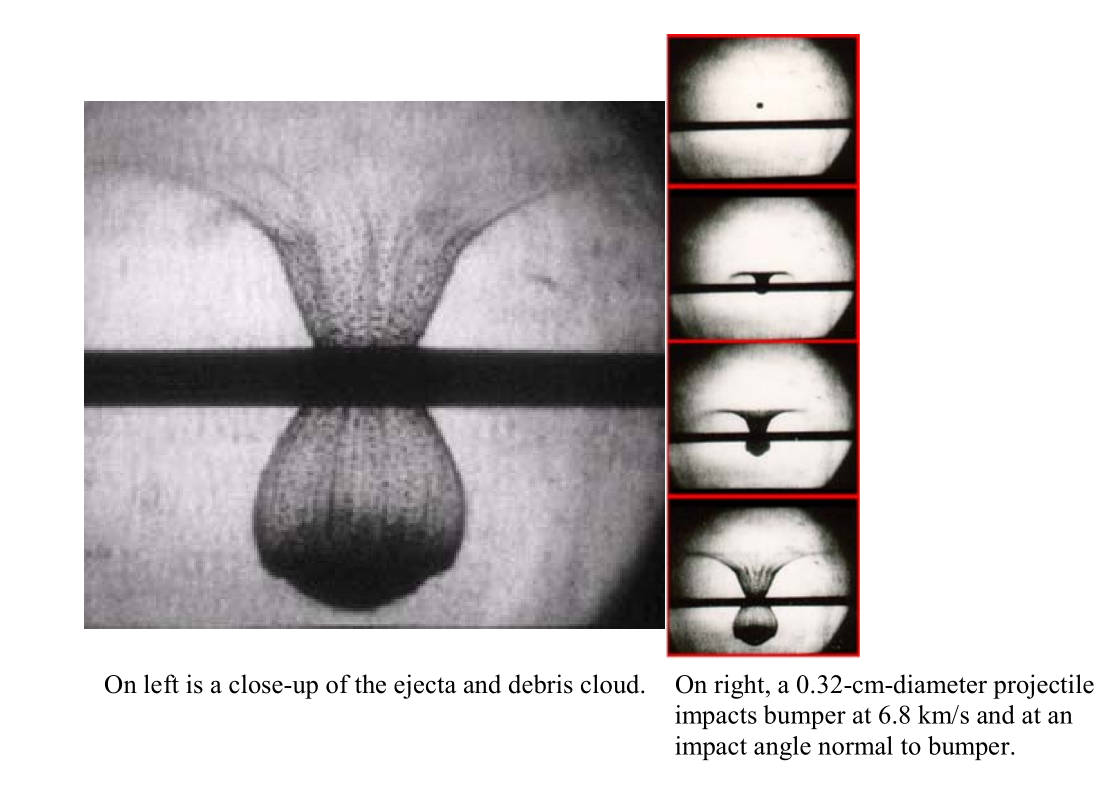 On left is a close-up of the ejecta and debris cloud.
On right, a 0.32-cm-diameter projectile
impacts bumper at 6.8 km/s and at an
impact angle normal to bumper.